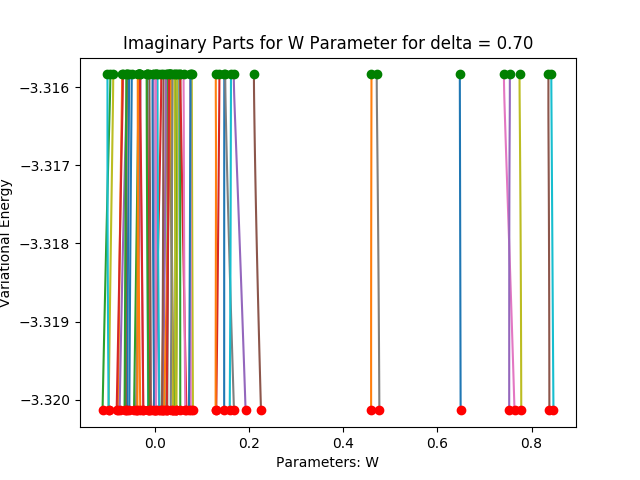 Imaginary Parts for W Parameter for delta = 0.70
Variational Energy
−3.316
−3.317
−3.318
−3.319
−3.320
0.0 0.2 0.4 0.6 0.8
Parameters: W